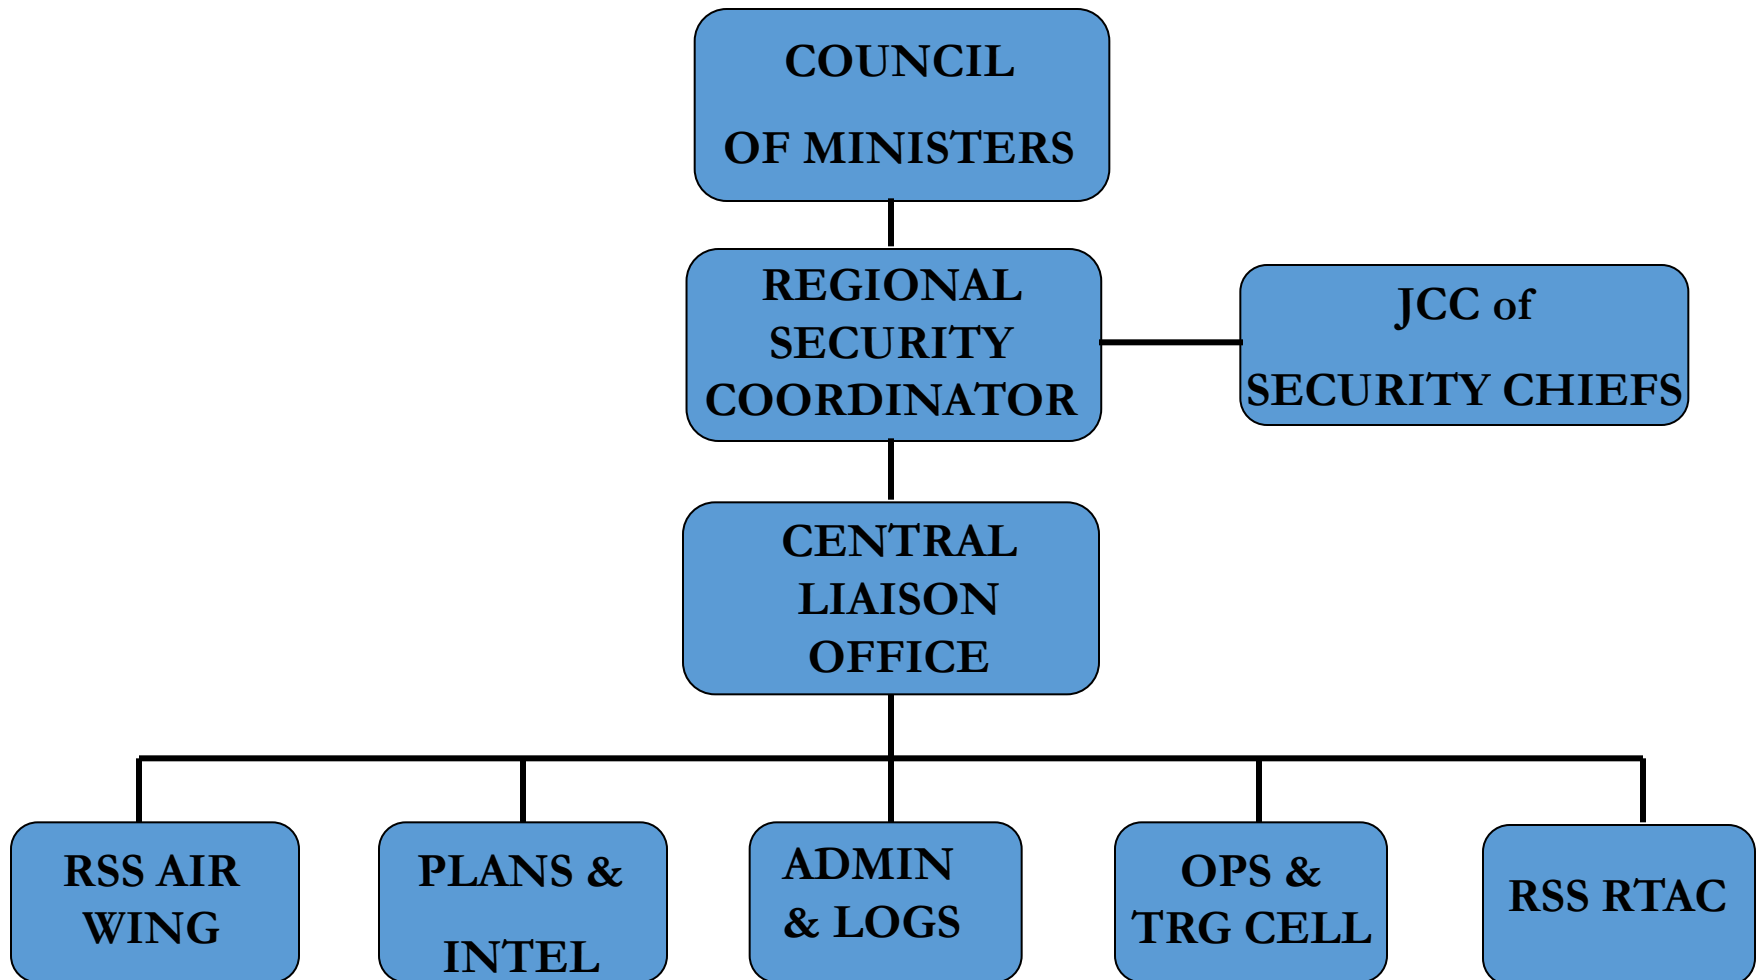 COUNCIL
OF MINISTERS
REGIONAL
SECURITY
COORDINATOR
JCC of
SECURITY CHIEFS
CENTRAL
LIAISON
OFFICE
RSS AIR
WING
PLANS &
INTEL
ADMIN
& LOGS
OPS &
TRG CELL
RSS RTAC